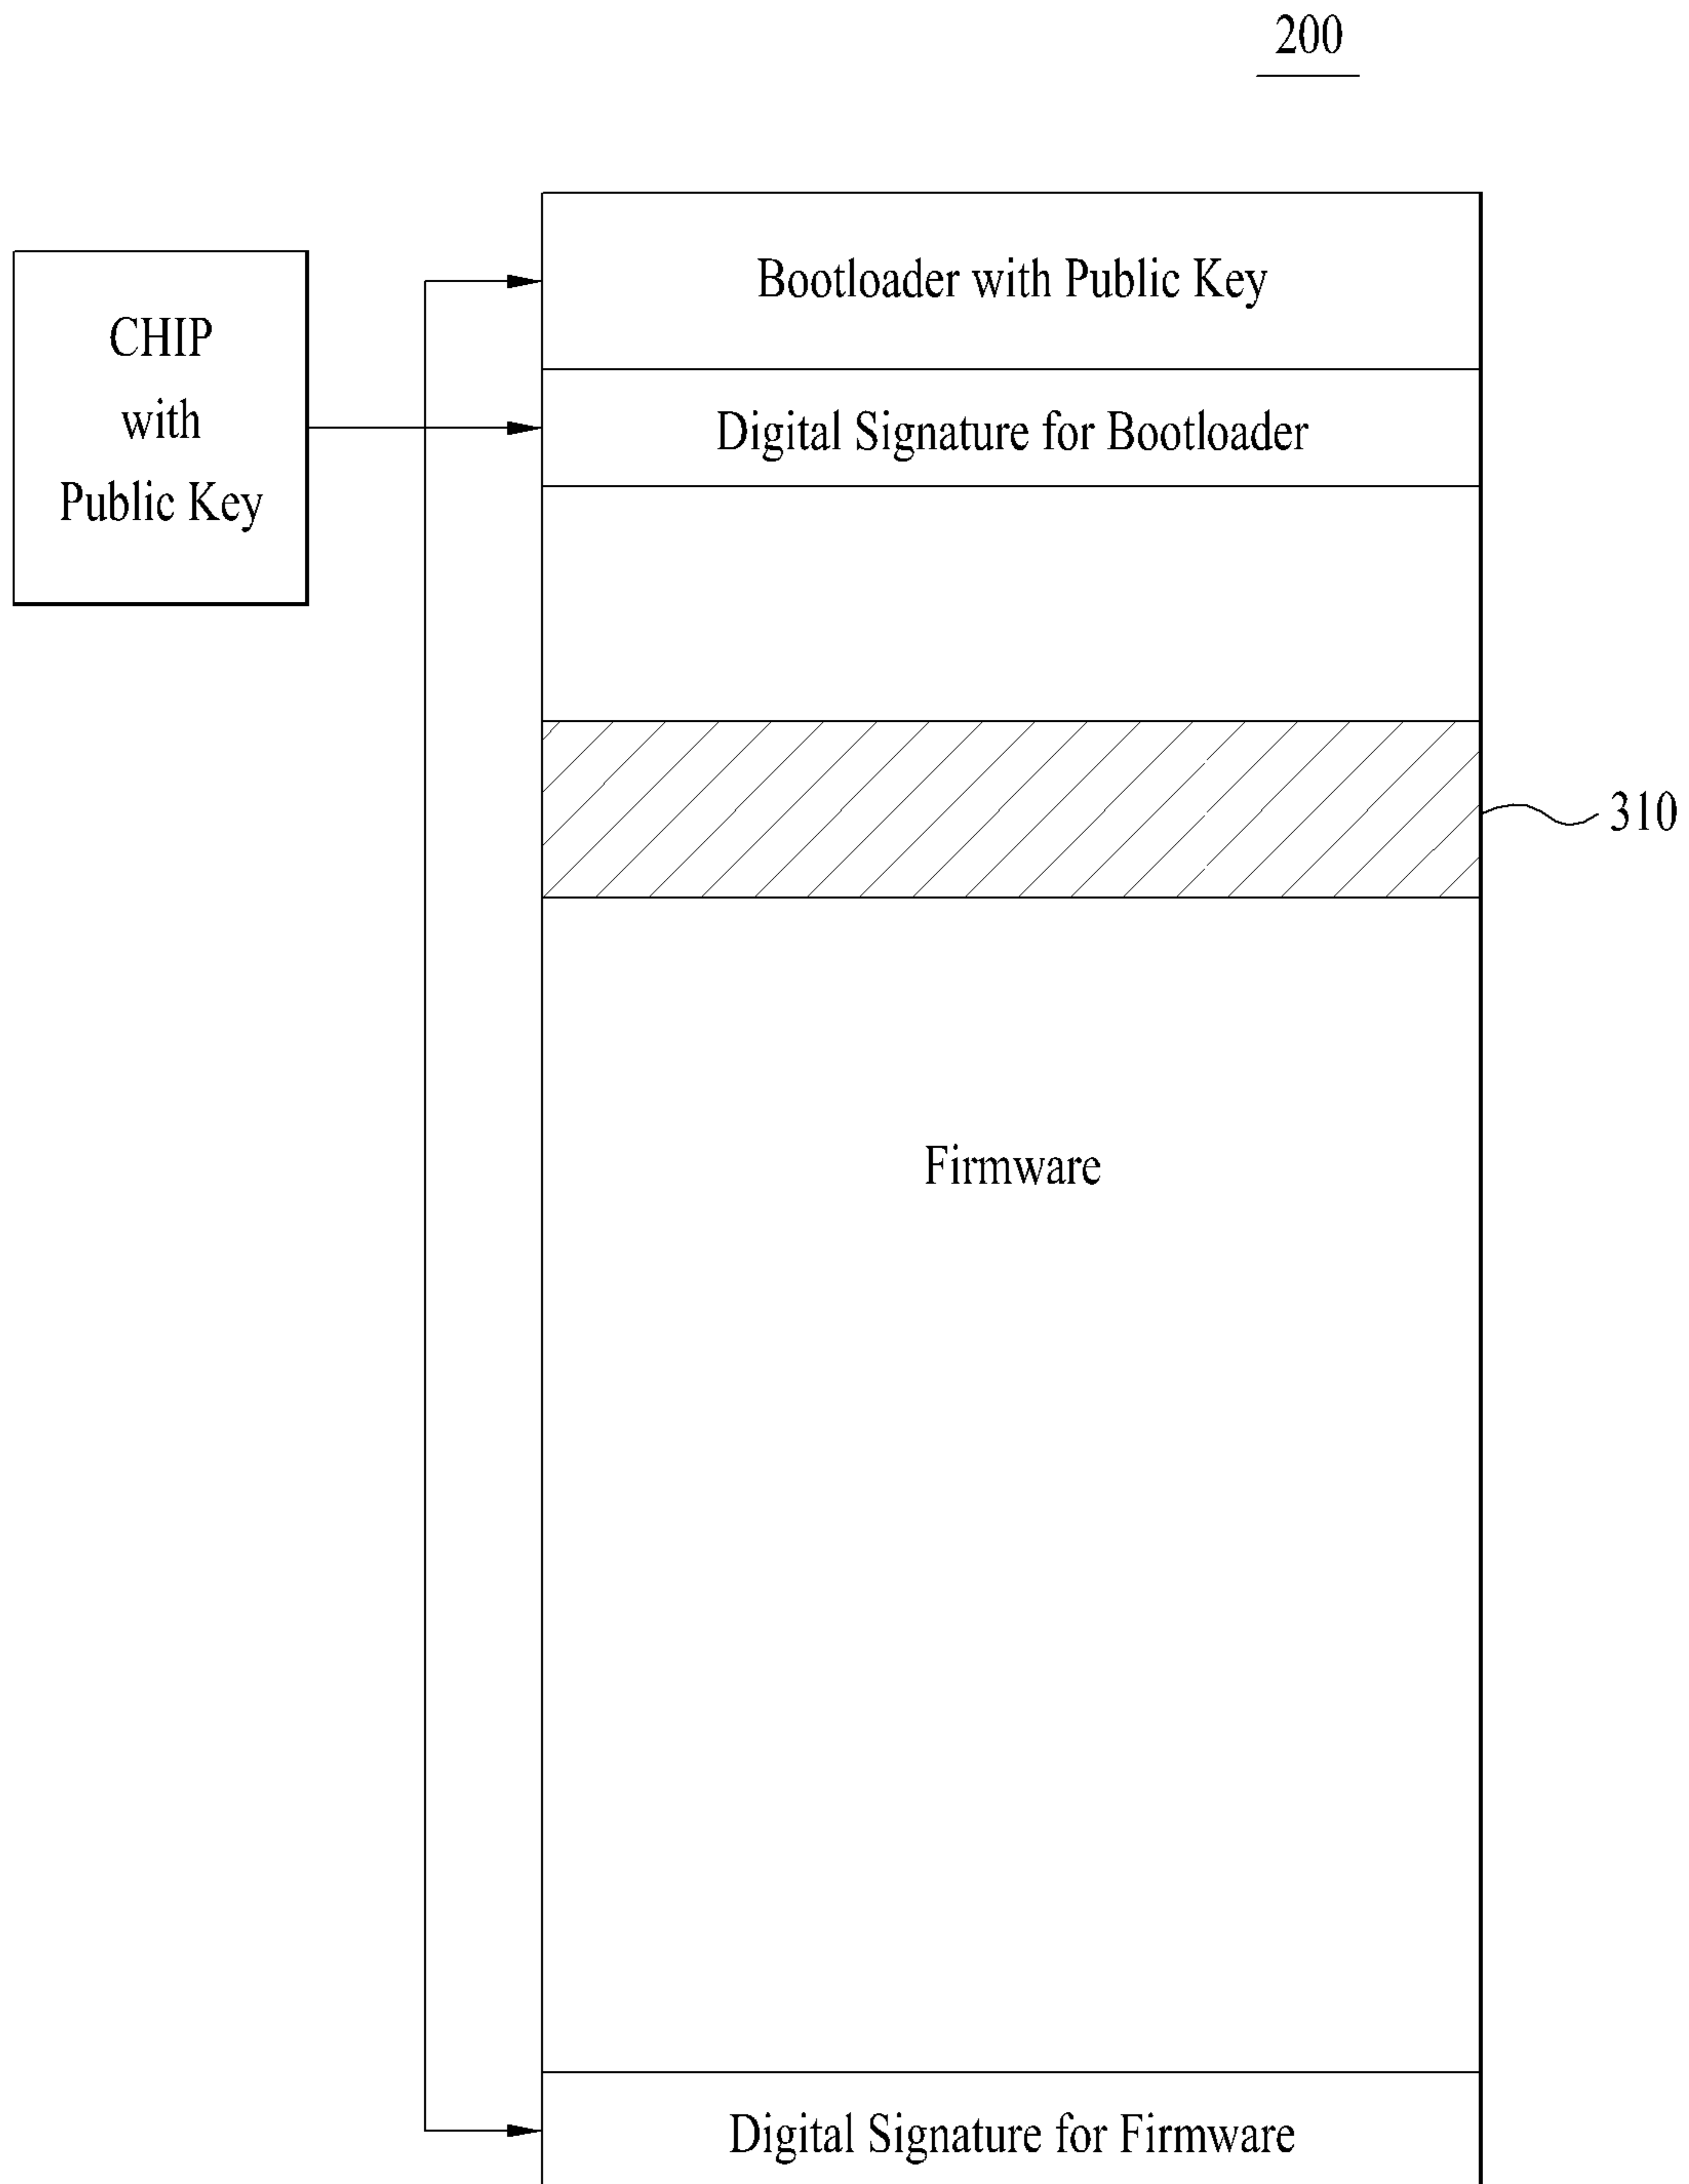 200
Bootloader with Public Key
CHIP
with
Public Key
Digital Signature for Bootloader
310
Firmware
Digital Signature for Firmware